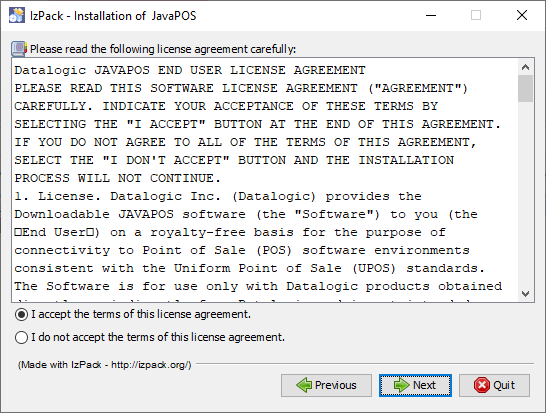 IzPack - Installation of  JavaPOS
Please read the following license agreement carefully:
Datalogic JAVAPOS END USER LICENSE AGREEMENT
PLEASE READ THIS SOFTWARE LICENSE AGREEMENT ("AGREEMENT")
CAREFULLY. INDICATE YOUR ACCEPTANCE OF THESE TERMS BY
SELECTING THE "I ACCEPT" BUTTON AT THE END OF THIS AGREEMENT.
IF YOU DO NOT AGREE TO ALL OF THE TERMS OF THIS AGREEMENT,
SELECT THE "I DON'T ACCEPT" BUTTON AND THE INSTALLATION
PROCESS WILL NOT CONTINUE.
1. License. Datalogic Inc. (Datalogic) provides the
Downloadable JAVAPOS software (the "Software") to you (the
□End User□) on a royalty-free basis for the purpose of
connectivity to Point of Sale (POS) software environments
consistent with the Uniform Point of Sale (UPOS) standards.
The Software is for use only with Datalogic products obtained
I accept the terms of this license agreement.
I do not accept the terms of this license agreement.
(Made with IzPack - http://izpack.org/)
Previous
Next
Quit